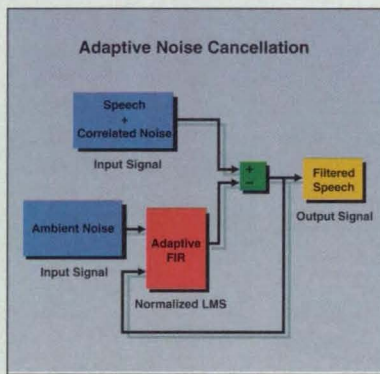 Adaptive Noise Cancellation
Speech
+
Correlated Noise
Input Signal
+
−
Filtered
Speech
Output Signal
Ambient Noise
Input Signal
Adaptive
FIR
Normalized LMS